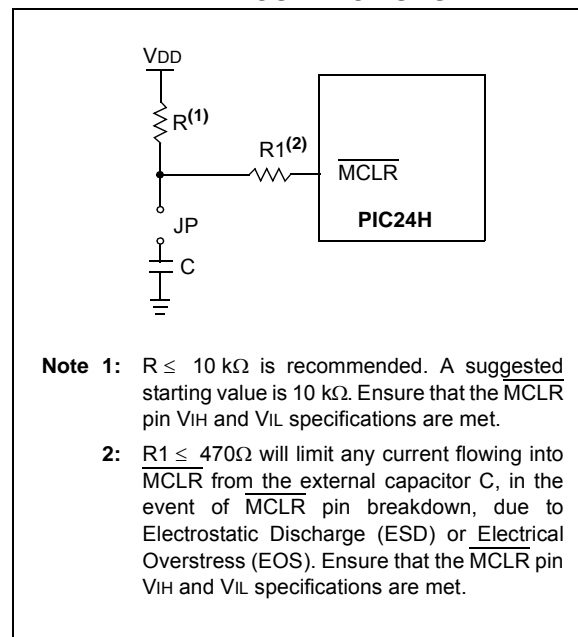 VDD
R(1)
R1(2)
MCLR
JP
PIC24H
C
Note 1: R ≤ 10 kΩ is recommended. A suggested
starting value is 10 kΩ. Ensure that the MCLR
pin VIH and VIL specifications are met.
2: R1 ≤ 470Ω will limit any current flowing into
MCLR from the external capacitor C, in the
event of MCLR pin breakdown, due to
Electrostatic Discharge (ESD) or Electrical
Overstress (EOS). Ensure that the MCLR pin
VIH and VIL specifications are met.